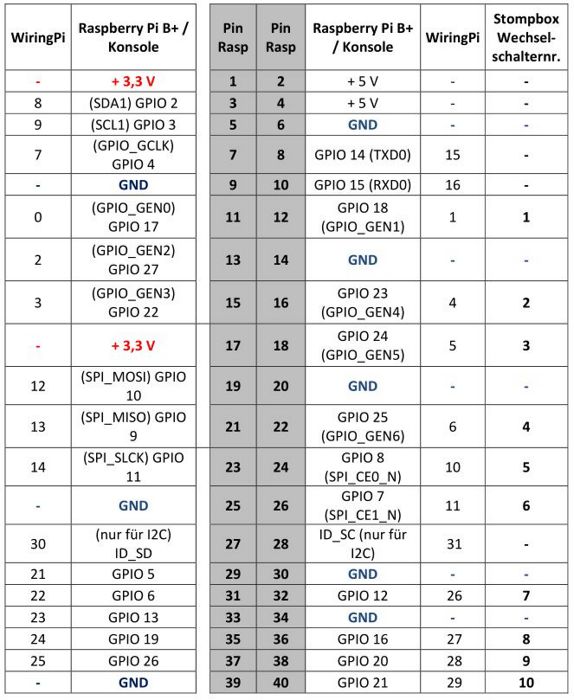 WiringPi | Raspberry Pi B+ / Konsole | Pin Rasp | Pin Rasp | Raspberry Pi B+ / Konsole | WiringPi | Stompbox Wechsel-schalternr.
- | + 3,3 V | 1 | 2 | + 5 V | - | -
8 | (SDA1) GPIO 2 | 3 | 4 | + 5 V | - | -
9 | (SCL1) GPIO 3 | 5 | 6 | GND | - | -
7 | (GPIO_GCLK) GPIO 4 | 7 | 8 | GPIO 14 (TXD0) | 15 | -
- | GND | 9 | 10 | GPIO 15 (RXD0) | 16 | -
0 | (GPIO_GEN0) GPIO 17 | 11 | 12 | GPIO 18 (GPIO_GEN1) | 1 | 1
2 | (GPIO_GEN2) GPIO 27 | 13 | 14 | GND | - | -
3 | (GPIO_GEN3) GPIO 22 | 15 | 16 | GPIO 23 (GPIO_GEN4) | 4 | 2
- | + 3,3 V | 17 | 18 | GPIO 24 (GPIO_GEN5) | 5 | 3
12 | (SPI_MOSI) GPIO 10 | 19 | 20 | GND | - | -
13 | (SPI_MISO) GPIO 9 | 21 | 22 | GPIO 25 (GPIO_GEN6) | 6 | 4
14 | (SPI_SLCK) GPIO 11 | 23 | 24 | GPIO 8 (SPI_CE0_N) | 10 | 5
- | GND | 25 | 26 | GPIO 7 (SPI_CE1_N) | 11 | 6
30 | (nur für I2C) ID_SD | 27 | 28 | ID_SC (nur für I2C) | 31 | -
21 | GPIO 5 | 29 | 30 | GND | - | -
22 | GPIO 6 | 31 | 32 | GPIO 12 | 26 | 7
23 | GPIO 13 | 33 | 34 | GND | - | -
24 | GPIO 19 | 35 | 36 | GPIO 16 | 27 | 8
25 | GPIO 26 | 37 | 38 | GPIO 20 | 28 | 9
- | GND | 39 | 40 | GPIO 21 | 29 | 10